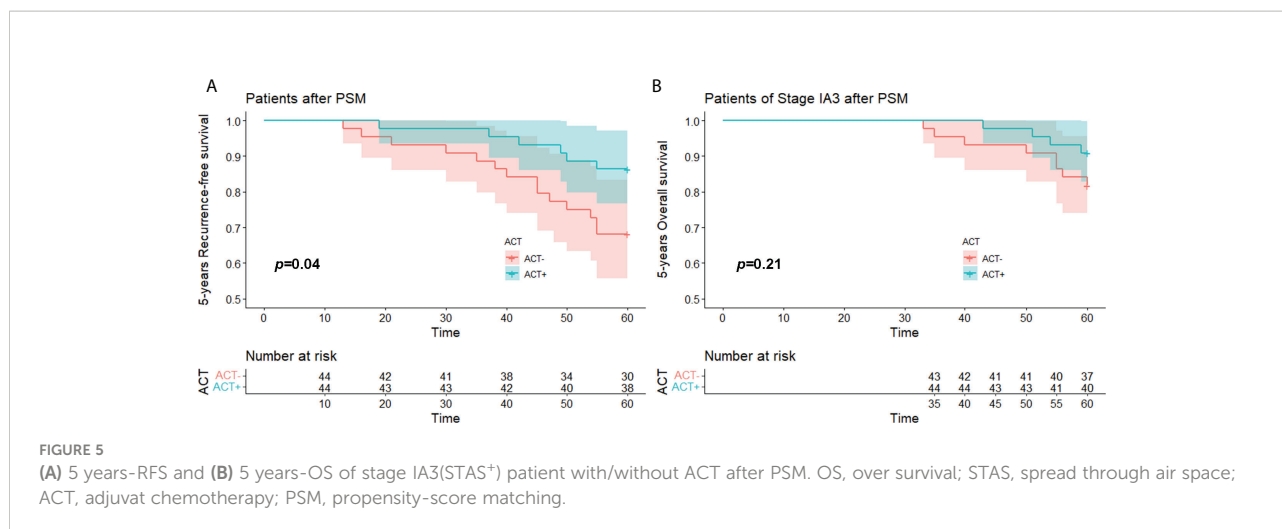 A
Patients after PSM
5-years Recurrence-free survival
1.0
0.9
0.8
0.7
0.6
0.5
p=0.04
ACT
ACT-
ACT+
0 10 20 30 40 50 60
Time
Number at risk
ACT
ACT- 44 42 41 38 34 30
ACT+ 44 43 43 42 40 38
10 20 30 40 50 60
Time
B
Patients of Stage IA3 after PSM
5-years Overall survival
1.0
0.9
0.8
0.7
0.6
0.5
p=0.21
ACT
ACT-
ACT+
0 10 20 30 40 50 60
Time
Number at risk
ACT
ACT- 43 42 41 41 40 37
ACT+ 44 44 43 43 41 40
35 40 45 50 55 60
Time
FIGURE 5
(A) 5 years-RFS and (B) 5 years-OS of stage IA3(STAS⁺) patient with/without ACT after PSM. OS, over survival; STAS, spread through air space;
ACT, adjuvat chemotherapy; PSM, propensity-score matching.